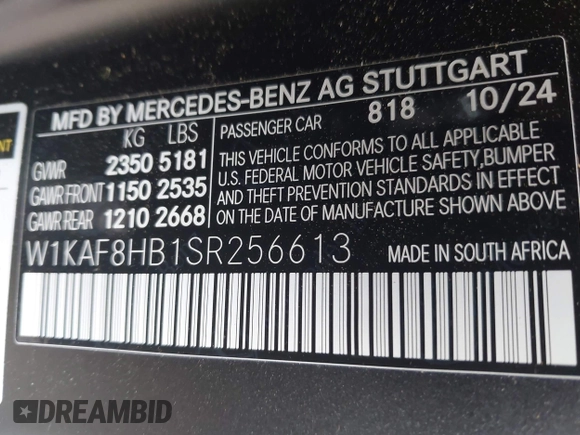 MFD BY MERCEDES-BENZ AG STUTTGART
KG LBS
GVWR 2350 5181
GAWR FRONT 1150 2535
GAWR REAR 1210 2668
PASSENGER CAR 818 10/24
THIS VEHICLE CONFORMS TO ALL APPLICABLE
U.S. FEDERAL MOTOR VEHICLE SAFETY,BUMPER
AND THEFT PREVENTION STANDARDS IN EFFECT
ON THE DATE OF MANUFACTURE SHOWN ABOVE
W1KAF8HB1SR256613
MADE IN SOUTH AFRICA
DREAMBID